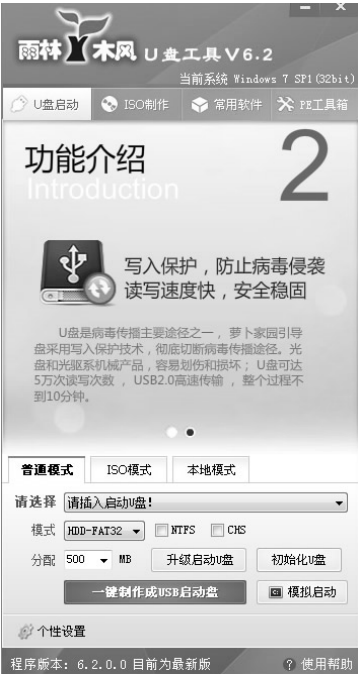 雨林木风 U盘工具V6.2
当前系统 Windows 7 SP1(32bit)
U盘启动 ISO制作 常用软件 PE工具箱
功能介绍
Introduction
2
写入保护，防止病毒侵袭
读写速度快，安全稳固
U盘是病毒传播主要途径之一，萝卜家园引导
盘采用写入保护技术，彻底切断病毒传播途径。光
盘和光驱系机械产品，容易划伤和损坏；U盘可达
5万次读写次数，USB2.0高速传输，整个过程不
到10分钟。
普通模式 ISO模式 本地模式
请选择 请插入启动U盘!
模式 HDD-FAT32 NTFS CHS
分配 500 MB 升级启动U盘 初始化U盘
一键制作成USB启动盘 模拟启动
个性设置
程序版本: 6.2.0.0 目前为最新版 ? 使用帮助